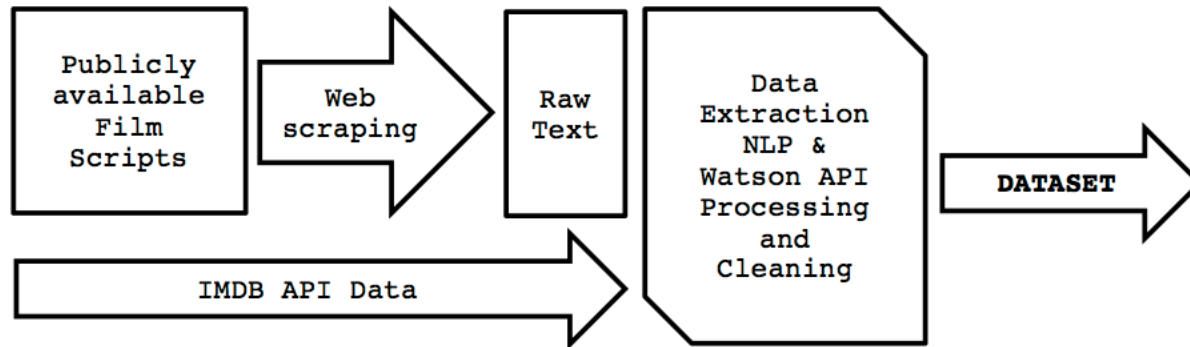 Publicly
available
Film
Scripts
Web
scraping
Raw
Text
Data
Extraction
NLP &
Watson API
Processing
and
Cleaning
DATASET
IMDB API Data